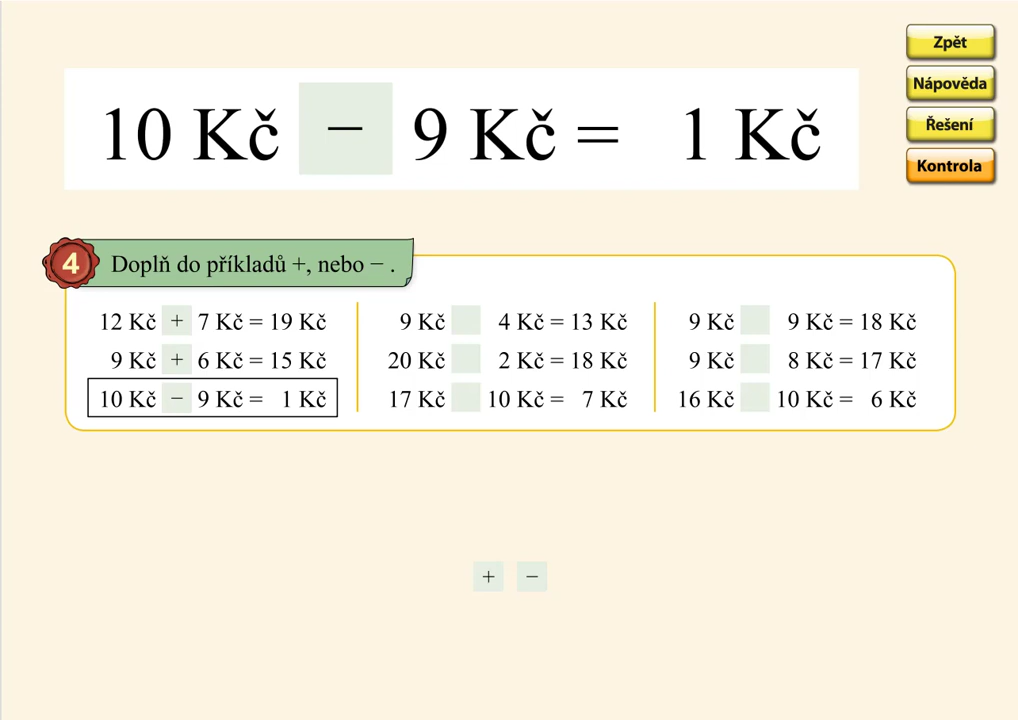 Zpět
Nápověda
Řešení
Kontrola
10 Kč − 9 Kč = 1 Kč
4 Doplň do příkladů +, nebo − .
12 Kč + 7 Kč = 19 Kč
9 Kč + 6 Kč = 15 Kč
10 Kč − 9 Kč = 1 Kč
9 Kč 4 Kč = 13 Kč
20 Kč 2 Kč = 18 Kč
17 Kč 10 Kč = 7 Kč
9 Kč 9 Kč = 18 Kč
9 Kč 8 Kč = 17 Kč
16 Kč 10 Kč = 6 Kč
+ −